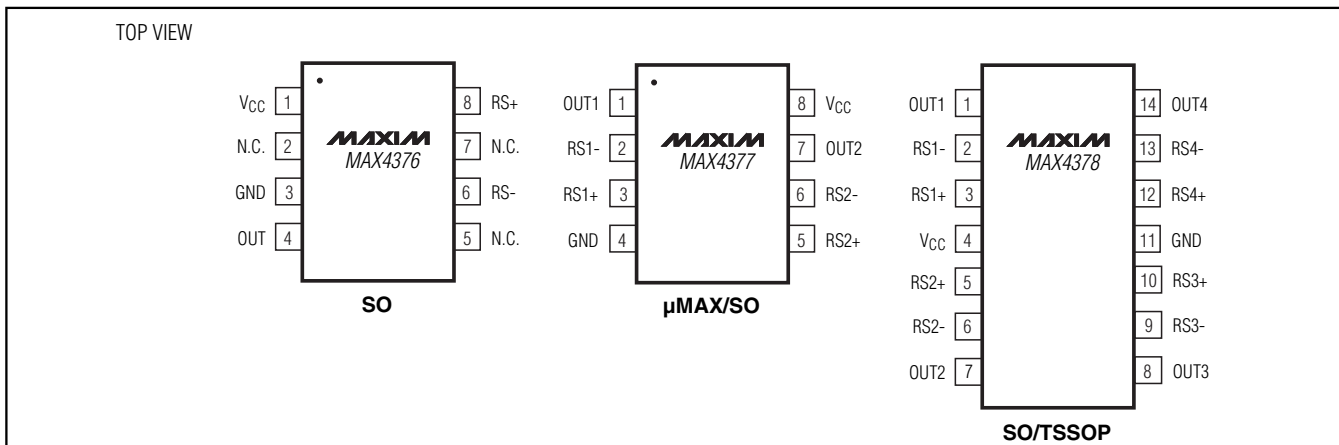 TOP VIEW
VCC 1
N.C. 2
GND 3
OUT 4
MAXIM
MAX4376
8 RS+
7 N.C.
6 RS-
5 N.C.
SO
OUT1 1
RS1- 2
RS1+ 3
GND 4
MAXIM
MAX4377
8 VCC
7 OUT2
6 RS2-
5 RS2+
µMAX/SO
OUT1 1
RS1- 2
RS1+ 3
VCC 4
RS2+ 5
RS2- 6
OUT2 7
MAXIM
MAX4378
14 OUT4
13 RS4-
12 RS4+
11 GND
10 RS3+
9 RS3-
8 OUT3
SO/TSSOP